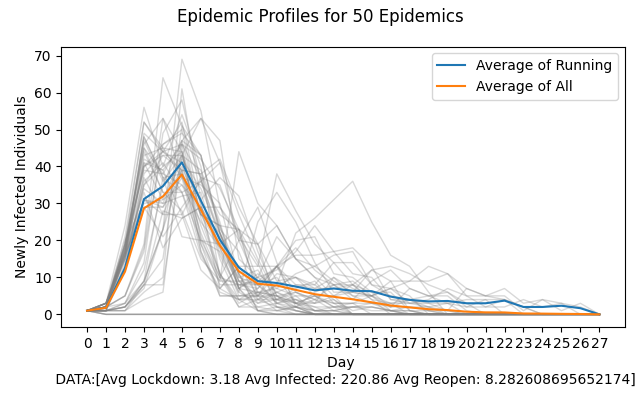 Epidemic Profiles for 50 Epidemics
Average of Running
Average of All
Newly Infected Individuals
70
60
50
40
30
20
10
0
0 1 2 3 4 5 6 7 8 9 10 11 12 13 14 15 16 17 18 19 20 21 22 23 24 25 26 27
Day
DATA:[Avg Lockdown: 3.18 Avg Infected: 220.86 Avg Reopen: 8.282608695652174]